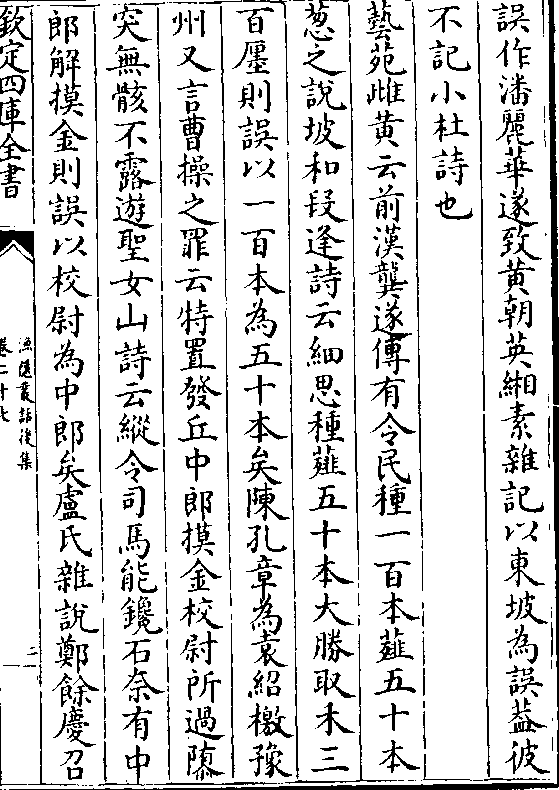 誤作潘麗華遂致黄朝英緗素雜記以東坡為誤葢彼
不記小杜詩也
藝苑雌黄云前漢龔遂傳有令民種一百本薤五十本
葱之説坡和段逢詩云細思種薤五十本大勝取禾三
百廛則誤以一百本為五十本矣陳孔章為袁紹檄豫
州又言曹操之罪云特置發丘中郎摸金校尉所過隳
突無骸不露遊聖女山詩云縱令司馬能鑱石奈有中
郎解摸金則誤以校尉為中郎矣盧氏雜説鄭餘慶召
欽定四庫全書
漁隱叢話後集
卷二十七
三